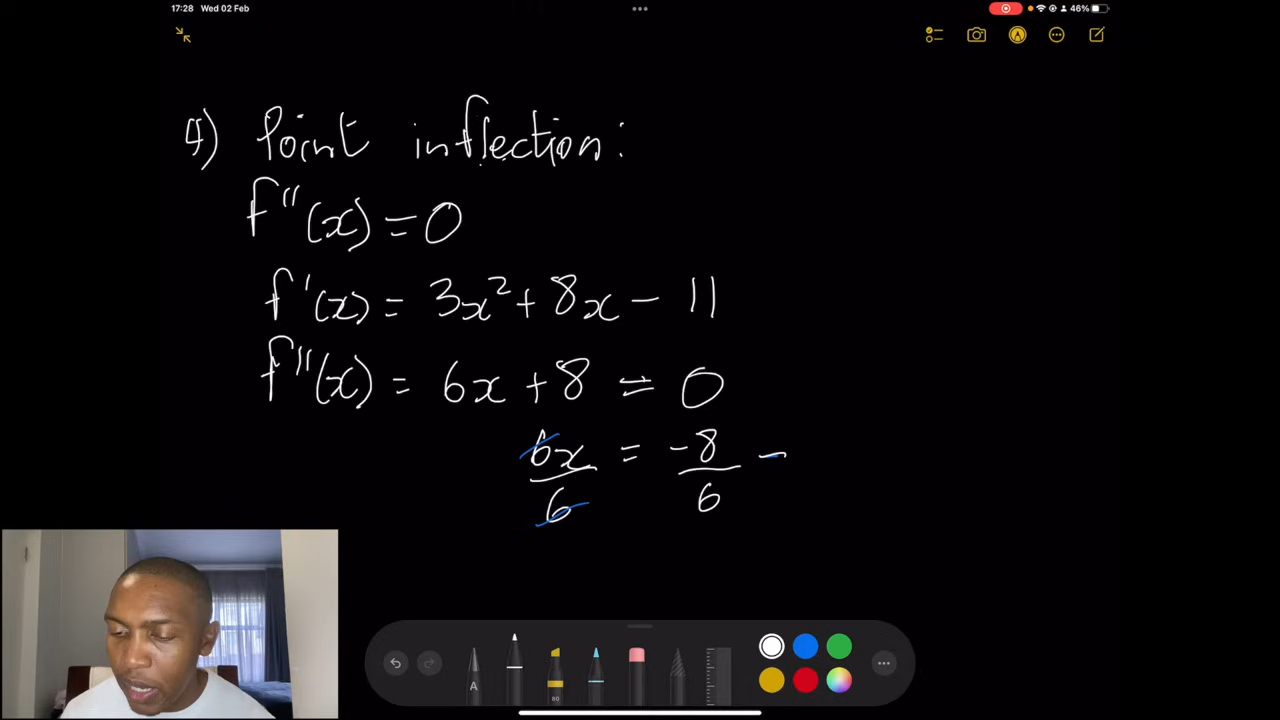 17:28 Wed 02 Feb
46%
4) Point inflection:
f''(x) = 0
f'(x) = 3x² + 8x - 11
f''(x) = 6x + 8 = 0
6x/6 = -8/6 -
A
80